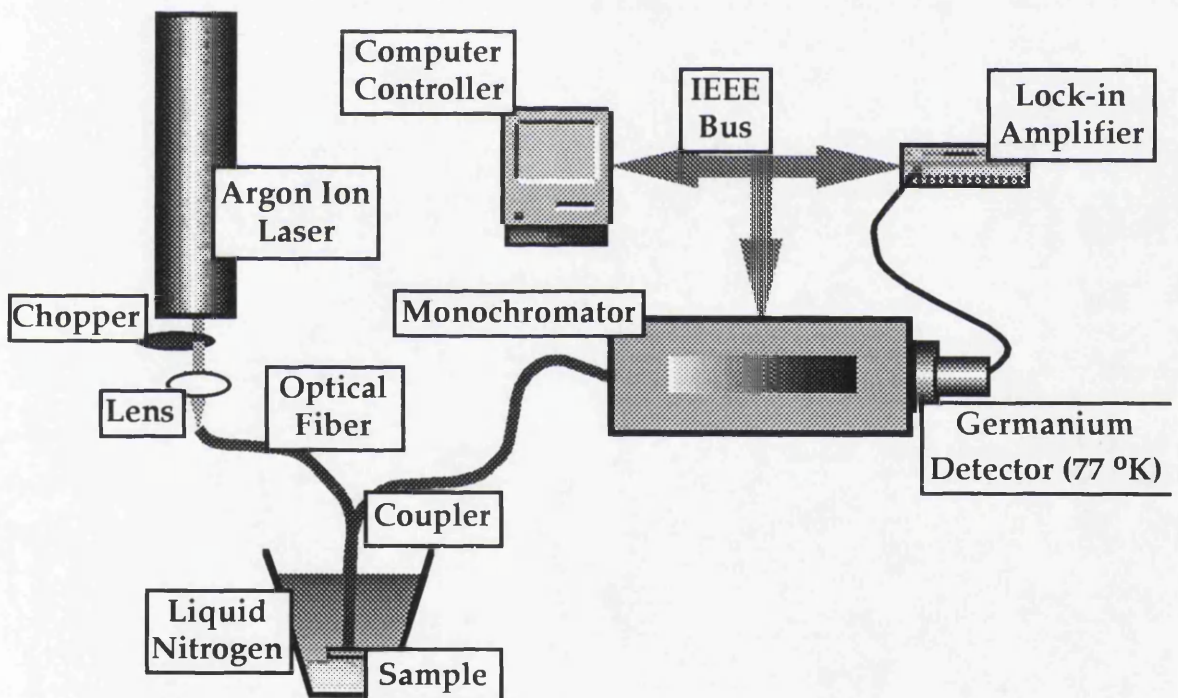 Computer
Controller
IEEE
Bus
Lock-in
Amplifier
Argon Ion
Laser
Chopper
Monochromator
Lens
Optical
Fiber
Germanium
Detector (77 ⁰K)
Coupler
Liquid
Nitrogen
Sample